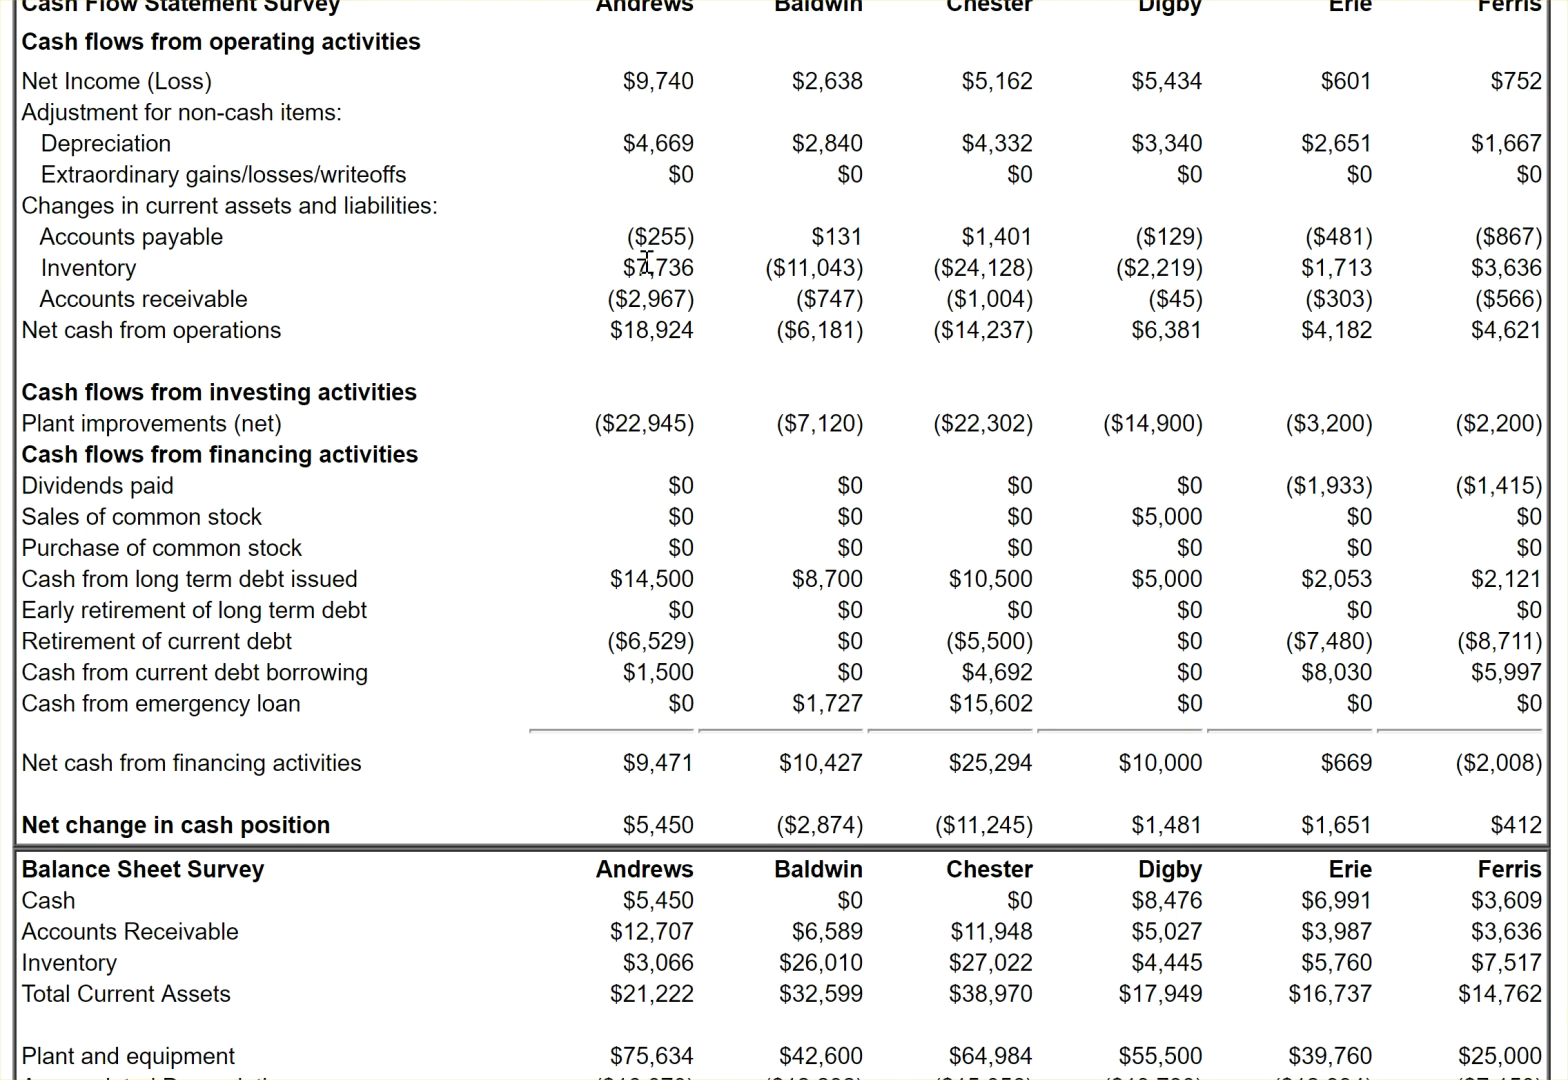 Cash Flow Statement Survey Andrews Baldwin Chester Digby Erie Ferris
Cash flows from operating activities
Net Income (Loss) $9,740 $2,638 $5,162 $5,434 $601 $752
Adjustment for non-cash items:
Depreciation $4,669 $2,840 $4,332 $3,340 $2,651 $1,667
Extraordinary gains/losses/writeoffs $0 $0 $0 $0 $0 $0
Changes in current assets and liabilities:
Accounts payable ($255) $131 $1,401 ($129) ($481) ($867)
Inventory $7,736 ($11,043) ($24,128) ($2,219) $1,713 $3,636
Accounts receivable ($2,967) ($747) ($1,004) ($45) ($303) ($566)
Net cash from operations $18,924 ($6,181) ($14,237) $6,381 $4,182 $4,621
Cash flows from investing activities
Plant improvements (net) ($22,945) ($7,120) ($22,302) ($14,900) ($3,200) ($2,200)
Cash flows from financing activities
Dividends paid $0 $0 $0 $0 ($1,933) ($1,415)
Sales of common stock $0 $0 $0 $5,000 $0 $0
Purchase of common stock $0 $0 $0 $0 $0 $0
Cash from long term debt issued $14,500 $8,700 $10,500 $5,000 $2,053 $2,121
Early retirement of long term debt $0 $0 $0 $0 $0 $0
Retirement of current debt ($6,529) $0 ($5,500) $0 ($7,480) ($8,711)
Cash from current debt borrowing $1,500 $0 $4,692 $0 $8,030 $5,997
Cash from emergency loan $0 $1,727 $15,602 $0 $0 $0
Net cash from financing activities $9,471 $10,427 $25,294 $10,000 $669 ($2,008)
Net change in cash position $5,450 ($2,874) ($11,245) $1,481 $1,651 $412
Balance Sheet Survey Andrews Baldwin Chester Digby Erie Ferris
Cash $5,450 $0 $0 $8,476 $6,991 $3,609
Accounts Receivable $12,707 $6,589 $11,948 $5,027 $3,987 $3,636
Inventory $3,066 $26,010 $27,022 $4,445 $5,760 $7,517
Total Current Assets $21,222 $32,599 $38,970 $17,949 $16,737 $14,762
Plant and equipment $75,634 $42,600 $64,984 $55,500 $39,760 $25,000